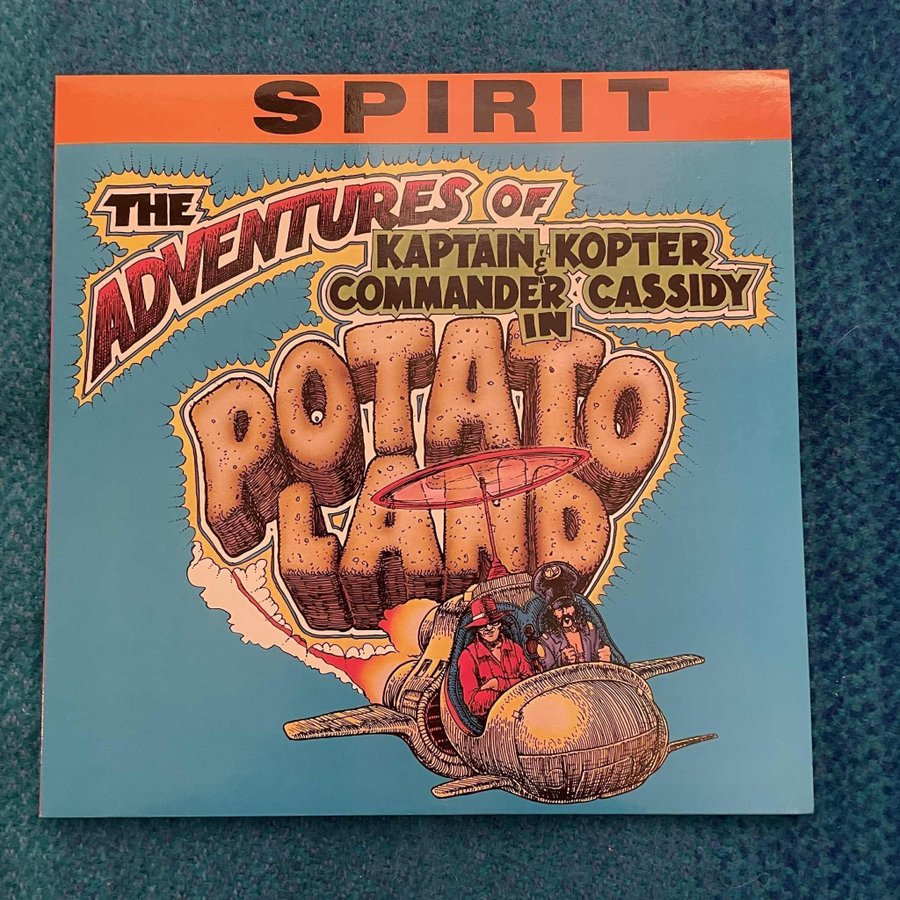 SPIRIT
THE
ADVENTURES OF
KAPTAIN KOPTER
&
COMMANDER CASSIDY
IN
POTATO
LAND